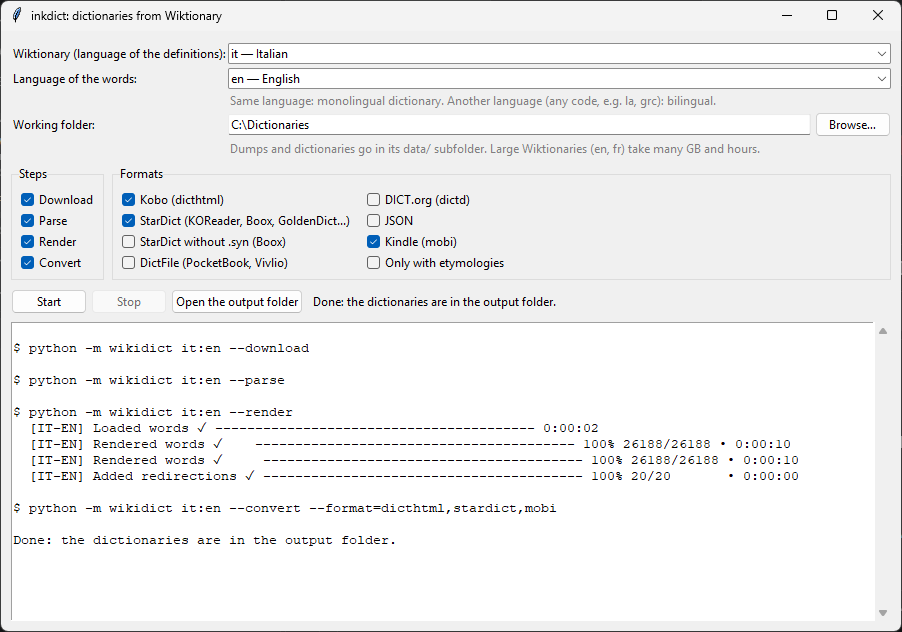 inkdict: dictionaries from Wiktionary
Wiktionary (language of the definitions): it — Italian
Language of the words: en — English
Same language: monolingual dictionary. Another language (any code, e.g. la, grc): bilingual.
Working folder: C:\Dictionaries Browse...
Dumps and dictionaries go in its data/ subfolder. Large Wiktionaries (en, fr) take many GB and hours.
Steps Formats
Download Kobo (dicthtml) DICT.org (dictd)
Parse StarDict (KOReader, Boox, GoldenDict...) JSON
Render StarDict without .syn (Boox) Kindle (mobi)
Convert DictFile (PocketBook, Vivlio) Only with etymologies
Start Stop Open the output folder Done: the dictionaries are in the output folder.
$ python -m wikidict it:en --download
$ python -m wikidict it:en --parse
$ python -m wikidict it:en --render
[IT-EN] Loaded words ✓ ---------------------------------------- 0:00:02
[IT-EN] Rendered words ✓ ---------------------------------------- 100% 26188/26188 • 0:00:10
[IT-EN] Rendered words ✓ ---------------------------------------- 100% 26188/26188 • 0:00:10
[IT-EN] Added redirections ✓ ---------------------------------------- 100% 20/20 • 0:00:00
$ python -m wikidict it:en --convert --format=dicthtml,stardict,mobi
Done: the dictionaries are in the output folder.